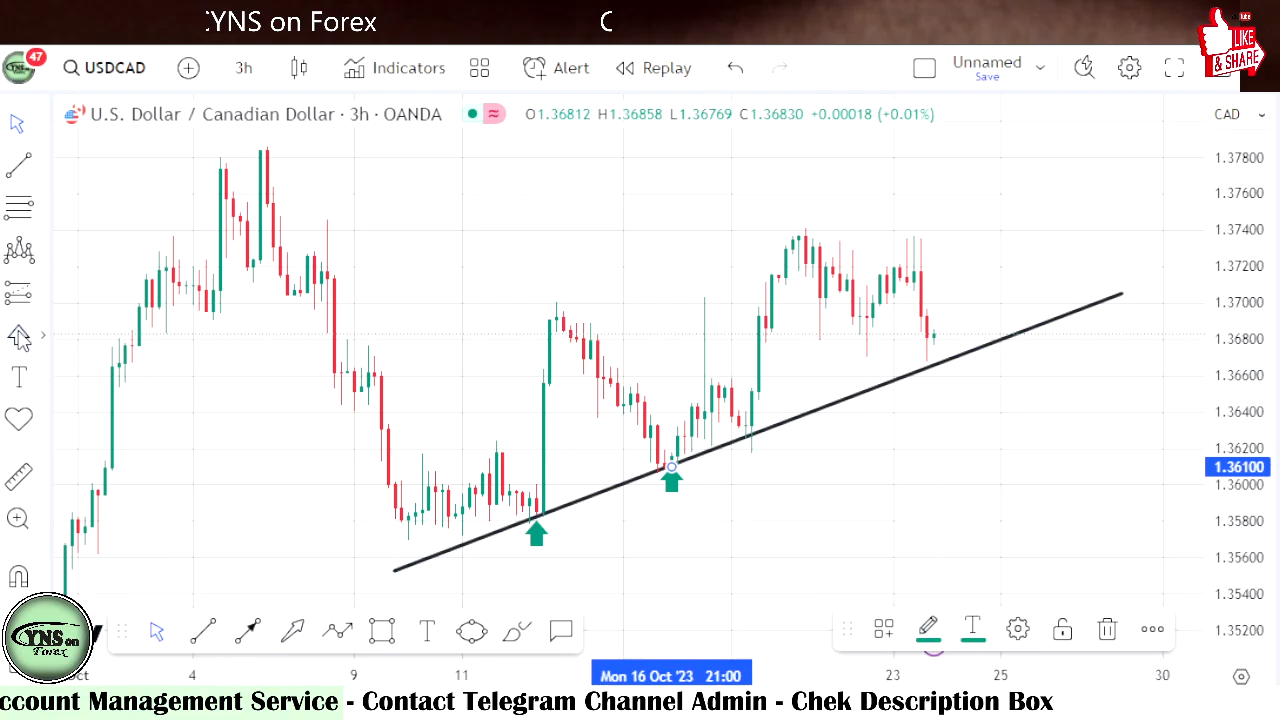 YNS on Forex
C
LIKE
& SHARE
47
USDCAD
3h
Indicators
Alert
Replay
Unnamed
Save
U.S. Dollar / Canadian Dollar · 3h · OANDA
O1.36812 H1.36858 L1.36769 C1.36830 +0.00018 (+0.01%)
CAD
1.37800
1.37600
1.37400
1.37200
1.37000
1.36800
1.36600
1.36400
1.36200
1.36100
1.36000
1.35800
1.35600
1.35400
1.35200
T
T
T
YNS on
Forex
4
9
11
Mon 16 Oct '23 21:00
23
25
30
ccount Management Service - Contact Telegram Channel Admin - Chek Description Box